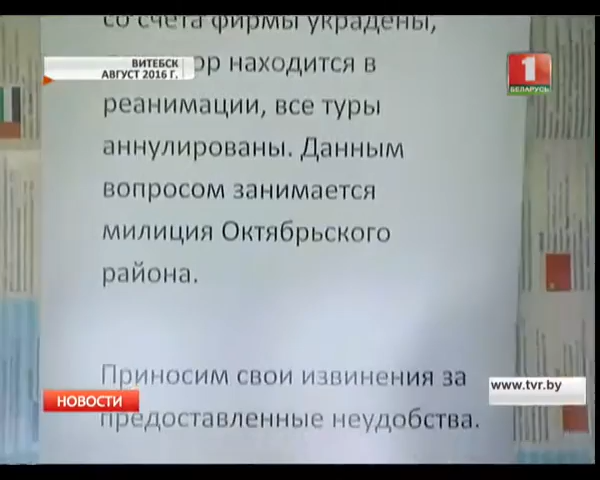 со счета фирмы украдены,
ВИТЕБСК
АВГУСТ 2016 Г.
ор находится в
1
БЕЛАРУСЬ
реанимации, все туры
аннулированы. Данным
вопросом занимается
милиция Октябрьского
района.
Приносим свои извинения за
www.tvr.by
НОВОСТИ
предоставленные неудобства.